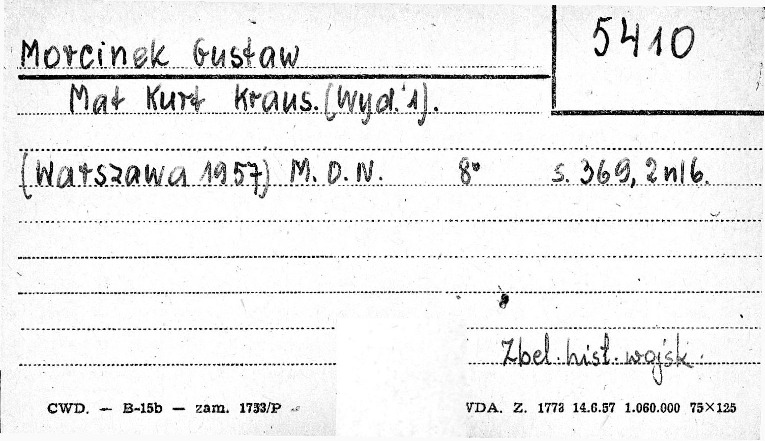 5410
Morcinek Gustaw
Mat Kurt Kraus. (Wyd. 1).
(Warszawa 1957) M. O. N. 8° s. 369, 2 nlb.
Zbel. hist. wojsk.
CWD. — B-15b — zam. 1733/P
VDA. Z. 1773 14.6.57 1.060.000 75×125